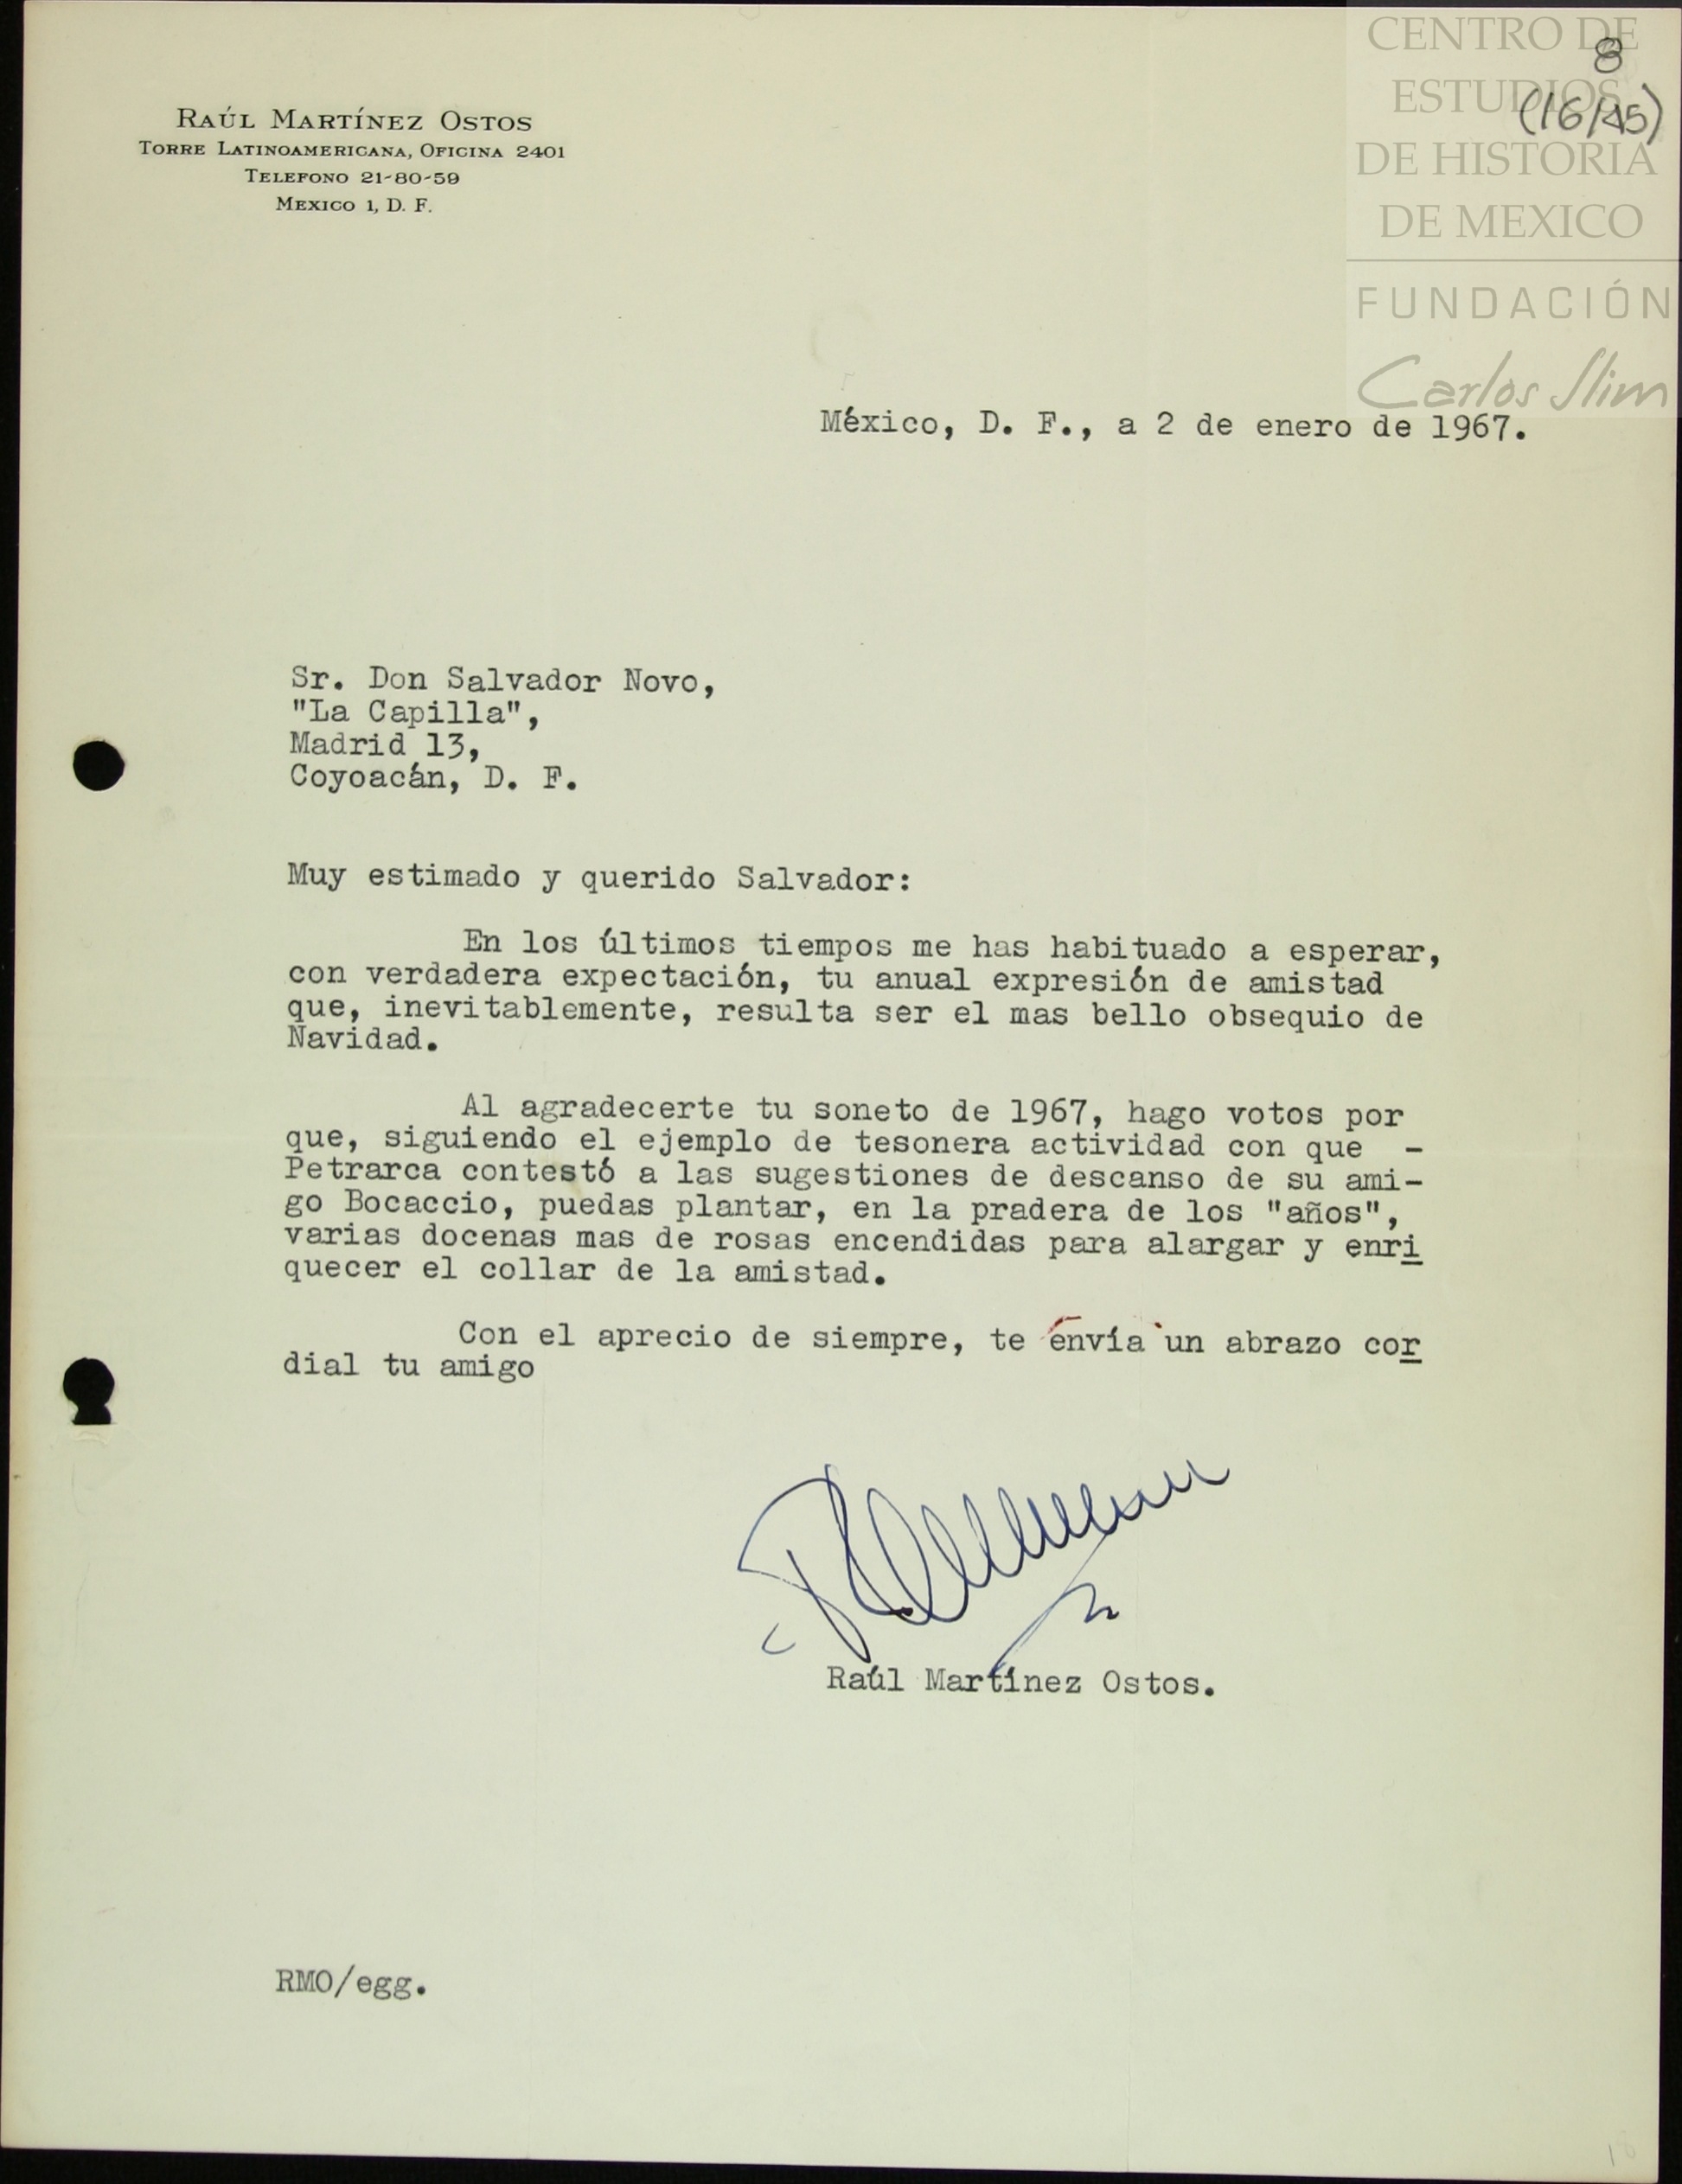 CENTRO DE
ESTUDIOS
DE HISTORIA
DE MEXICO
FUNDACIÓN
Carlos Slim
8
(16/45)
RAÚL MARTÍNEZ OSTOS
TORRE LATINOAMERICANA, OFICINA 2401
TELEFONO 21-80-59
MEXICO 1, D. F.
México, D. F., a 2 de enero de 1967.
Sr. Don Salvador Novo,
"La Capilla",
Madrid 13,
Coyoacán, D. F.
Muy estimado y querido Salvador:
En los últimos tiempos me has habituado a esperar,
con verdadera expectación, tu anual expresión de amistad
que, inevitablemente, resulta ser el mas bello obsequio de
Navidad.
Al agradecerte tu soneto de 1967, hago votos por
que, siguiendo el ejemplo de tesonera actividad con que -
Petrarca contestó a las sugestiones de descanso de su ami-
go Bocaccio, puedas plantar, en la pradera de los "años",
varias docenas mas de rosas encendidas para alargar y enri
quecer el collar de la amistad.
Con el aprecio de siempre, te envía un abrazo cor
dial tu amigo
Raúl Martínez Ostos.
RMO/egg.